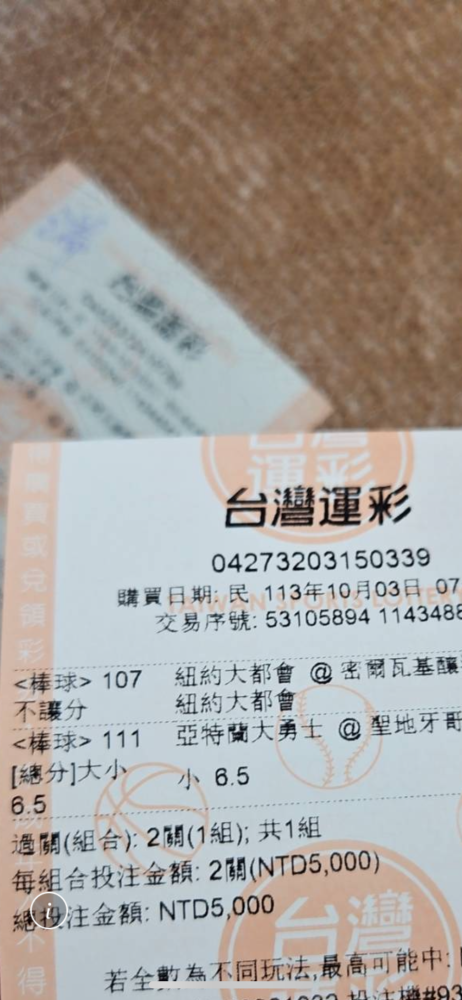 台灣運彩
04273203150339
購買日期: 民 113年10月03日 07
交易序號: 53105894 1143488
<棒球> 107 紐約大都會 @ 密爾瓦基釀
不讓分 紐約大都會
<棒球> 111 亞特蘭大勇士 @ 聖地牙哥
[總分]大小 小 6.5
6.5
過關(組合): 2關(1組); 共1組
每組合投注金額: 2關(NTD5,000)
總投注金額: NTD5,000
若全數為不同玩法,最高可能中: